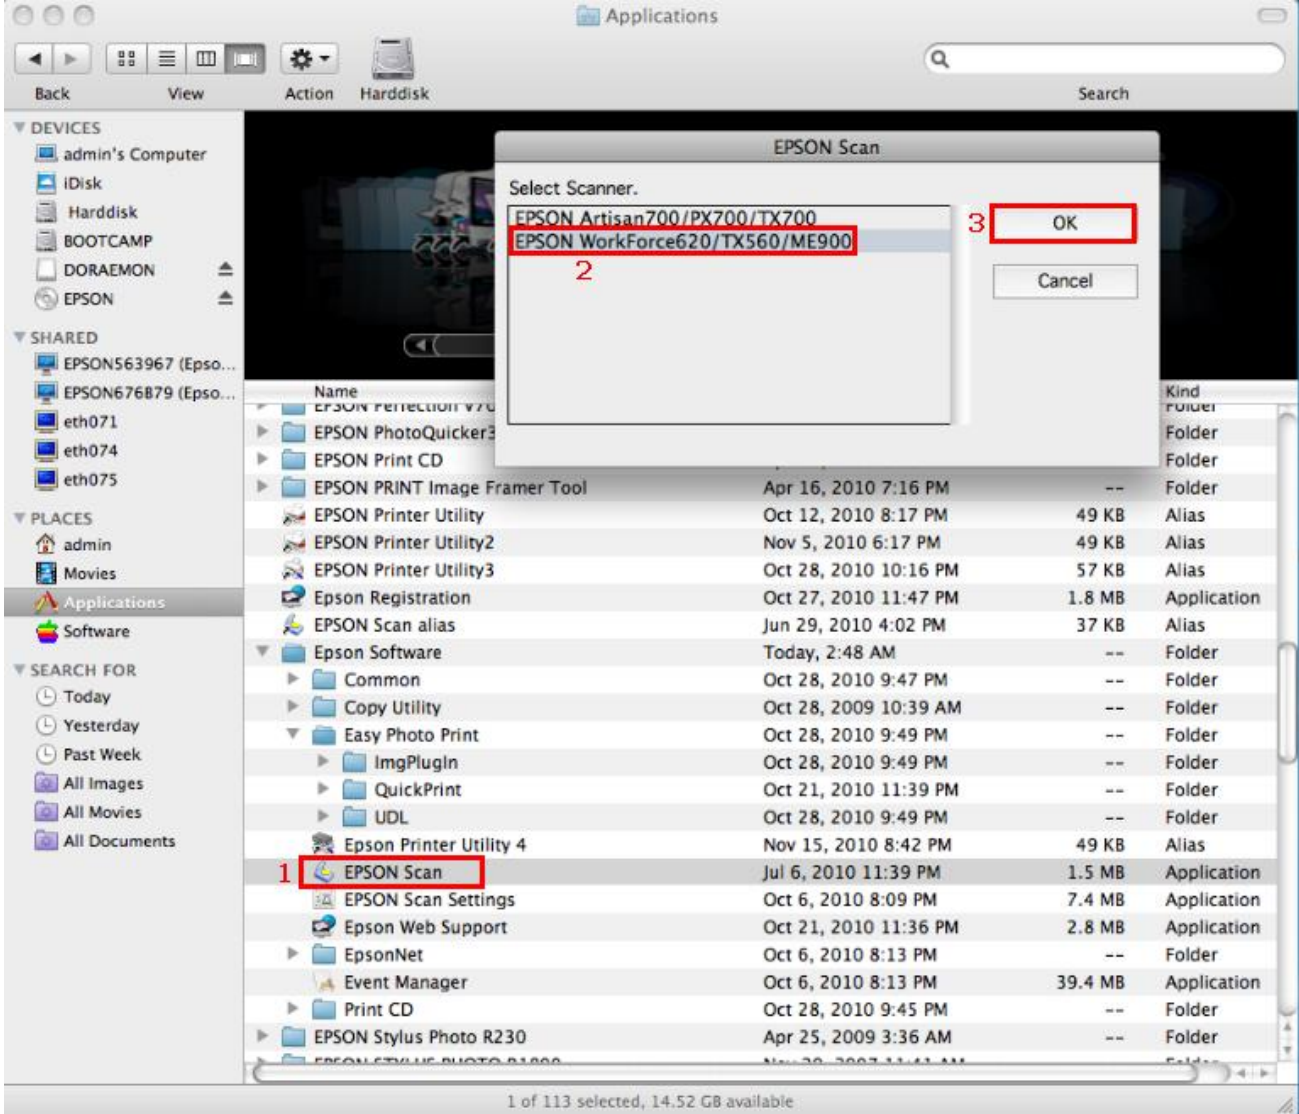 Applications
Back View Action Harddisk Search
DEVICES
admin's Computer
iDisk
Harddisk
BOOTCAMP
DORAEMON
EPSON
SHARED
EPSON563967 (Epso...
EPSON676879 (Epso...
eth071
eth074
eth075
PLACES
admin
Movies
Applications
Software
SEARCH FOR
Today
Yesterday
Past Week
All Images
All Movies
All Documents
EPSON Scan
Select Scanner.
EPSON Artisan700/PX700/TX700
EPSON WorkForce620/TX560/ME900
2
3 OK
Cancel
Name Kind
EPSON Perfection V70 Folder
EPSON PhotoQuicker3 Folder
EPSON Print CD Folder
EPSON PRINT Image Framer Tool Apr 16, 2010 7:16 PM -- Folder
EPSON Printer Utility Oct 12, 2010 8:17 PM 49 KB Alias
EPSON Printer Utility2 Nov 5, 2010 6:17 PM 49 KB Alias
EPSON Printer Utility3 Oct 28, 2010 10:16 PM 57 KB Alias
Epson Registration Oct 27, 2010 11:47 PM 1.8 MB Application
EPSON Scan alias Jun 29, 2010 4:02 PM 37 KB Alias
Epson Software Today, 2:48 AM -- Folder
Common Oct 28, 2010 9:47 PM -- Folder
Copy Utility Oct 28, 2009 10:39 AM -- Folder
Easy Photo Print Oct 28, 2010 9:49 PM -- Folder
ImgPlugIn Oct 28, 2010 9:49 PM -- Folder
QuickPrint Oct 21, 2010 11:39 PM -- Folder
UDL Oct 28, 2010 9:49 PM -- Folder
Epson Printer Utility 4 Nov 15, 2010 8:42 PM 49 KB Alias
1 EPSON Scan Jul 6, 2010 11:39 PM 1.5 MB Application
EPSON Scan Settings Oct 6, 2010 8:09 PM 7.4 MB Application
Epson Web Support Oct 21, 2010 11:36 PM 2.8 MB Application
EpsonNet Oct 6, 2010 8:13 PM -- Folder
Event Manager Oct 6, 2010 8:13 PM 39.4 MB Application
Print CD Oct 28, 2010 9:45 PM -- Folder
EPSON Stylus Photo R230 Apr 25, 2009 3:36 AM -- Folder
EPSON STYLUS PHOTO
1 of 113 selected, 14.52 GB available